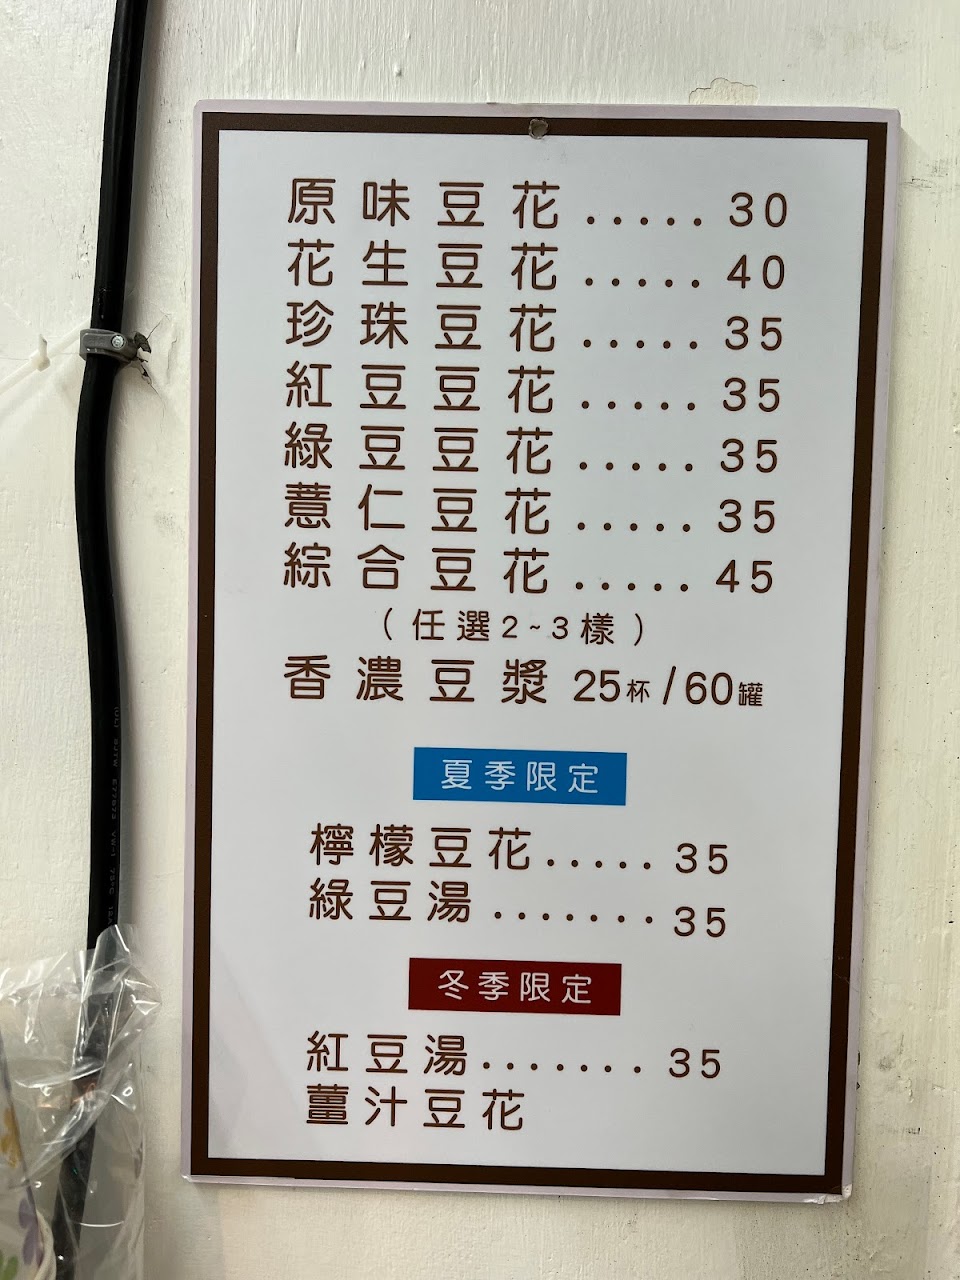 原味豆花.....30
花生豆花.....40
珍珠豆花.....35
紅豆豆花.....35
綠豆豆花.....35
薏仁豆花.....35
綜合豆花.....45
(任選2~3樣)
香濃豆漿 25杯/60罐
夏季限定
檸檬豆花.....35
綠豆湯.......35
冬季限定
紅豆湯.......35
薑汁豆花